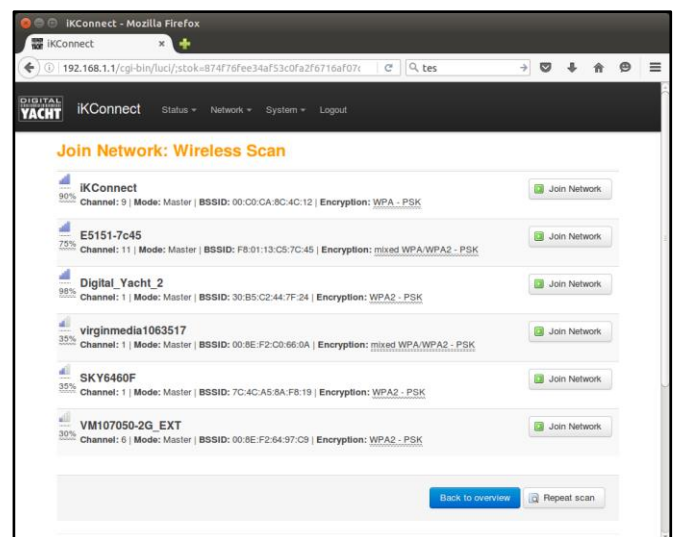 iKConnect - Mozilla Firefox
iKConnect
192.168.1.1/cgi-bin/luci/;stok=874f76fee34af53c0fa2f6716af07c
tes
DIGITAL
YACHT
iKConnect Status Network System Logout
Join Network: Wireless Scan
iKConnect
90% Channel: 9 | Mode: Master | BSSID: 00:C0:CA:8C:4C:12 | Encryption: WPA - PSK
Join Network
E5151-7c45
75% Channel: 11 | Mode: Master | BSSID: F8:01:13:C5:7C:45 | Encryption: mixed WPA/WPA2 - PSK
Join Network
Digital_Yacht_2
98% Channel: 1 | Mode: Master | BSSID: 30:B5:C2:44:7F:24 | Encryption: WPA2 - PSK
Join Network
virginmedia1063517
35% Channel: 1 | Mode: Master | BSSID: 00:8E:F2:C0:66:0A | Encryption: mixed WPA/WPA2 - PSK
Join Network
SKY6460F
35% Channel: 1 | Mode: Master | BSSID: 7C:4C:A5:8A:F8:19 | Encryption: WPA2 - PSK
Join Network
VM107050-2G_EXT
30% Channel: 6 | Mode: Master | BSSID: 00:8E:F2:64:97:C9 | Encryption: WPA2 - PSK
Join Network
Back to overview Repeat scan